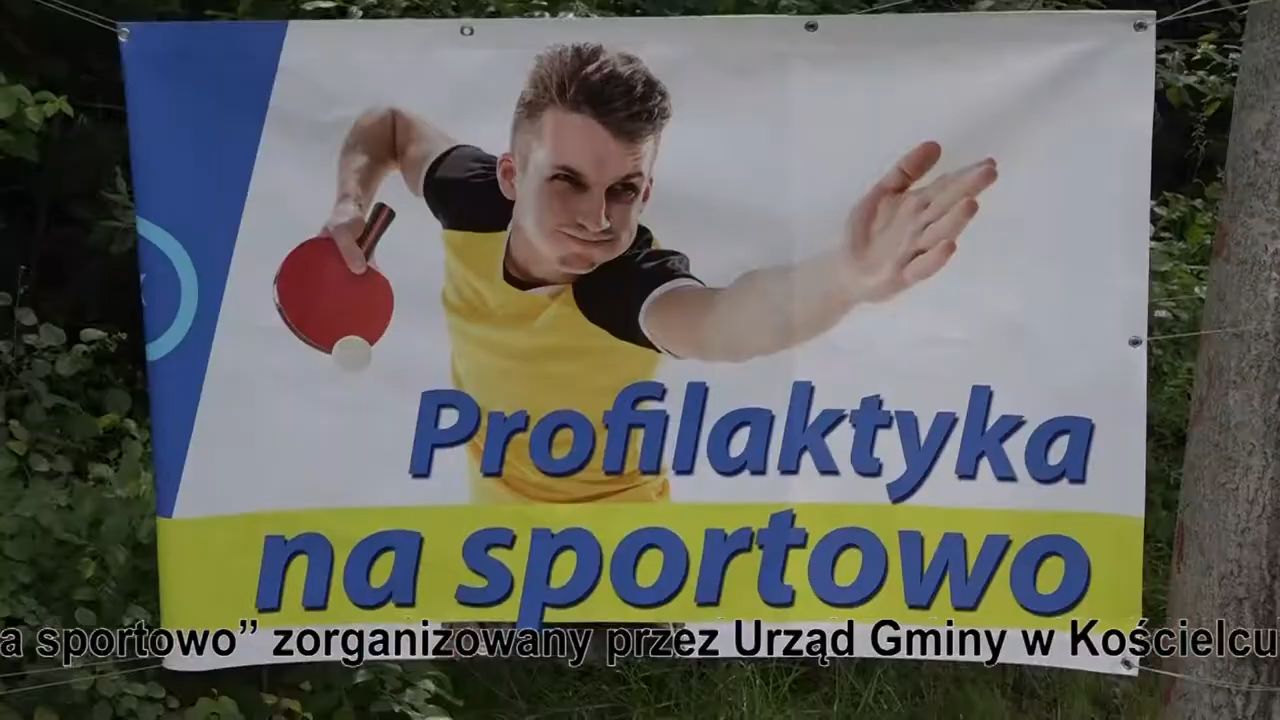 Profilaktyka
na sportowo
a sportowo” zorganizowany przez Urząd Gminy w Kościelcu